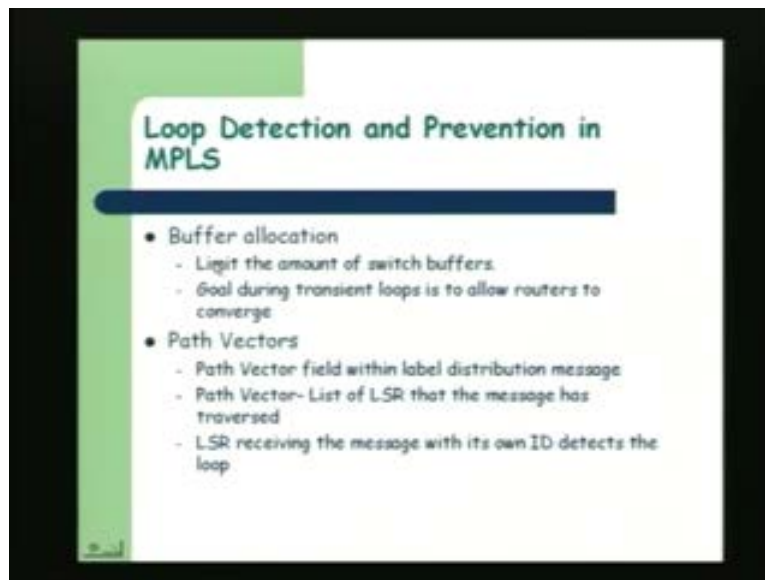 Loop Detection and Prevention in
MPLS
Buffer allocation
- Limit the amount of switch buffers.
- Goal during transient loops is to allow routers to
converge
Path Vectors
- Path Vector field within label distribution message
- Path Vector- List of LSR that the message has
traversed
- LSR receiving the message with its own ID detects the
loop